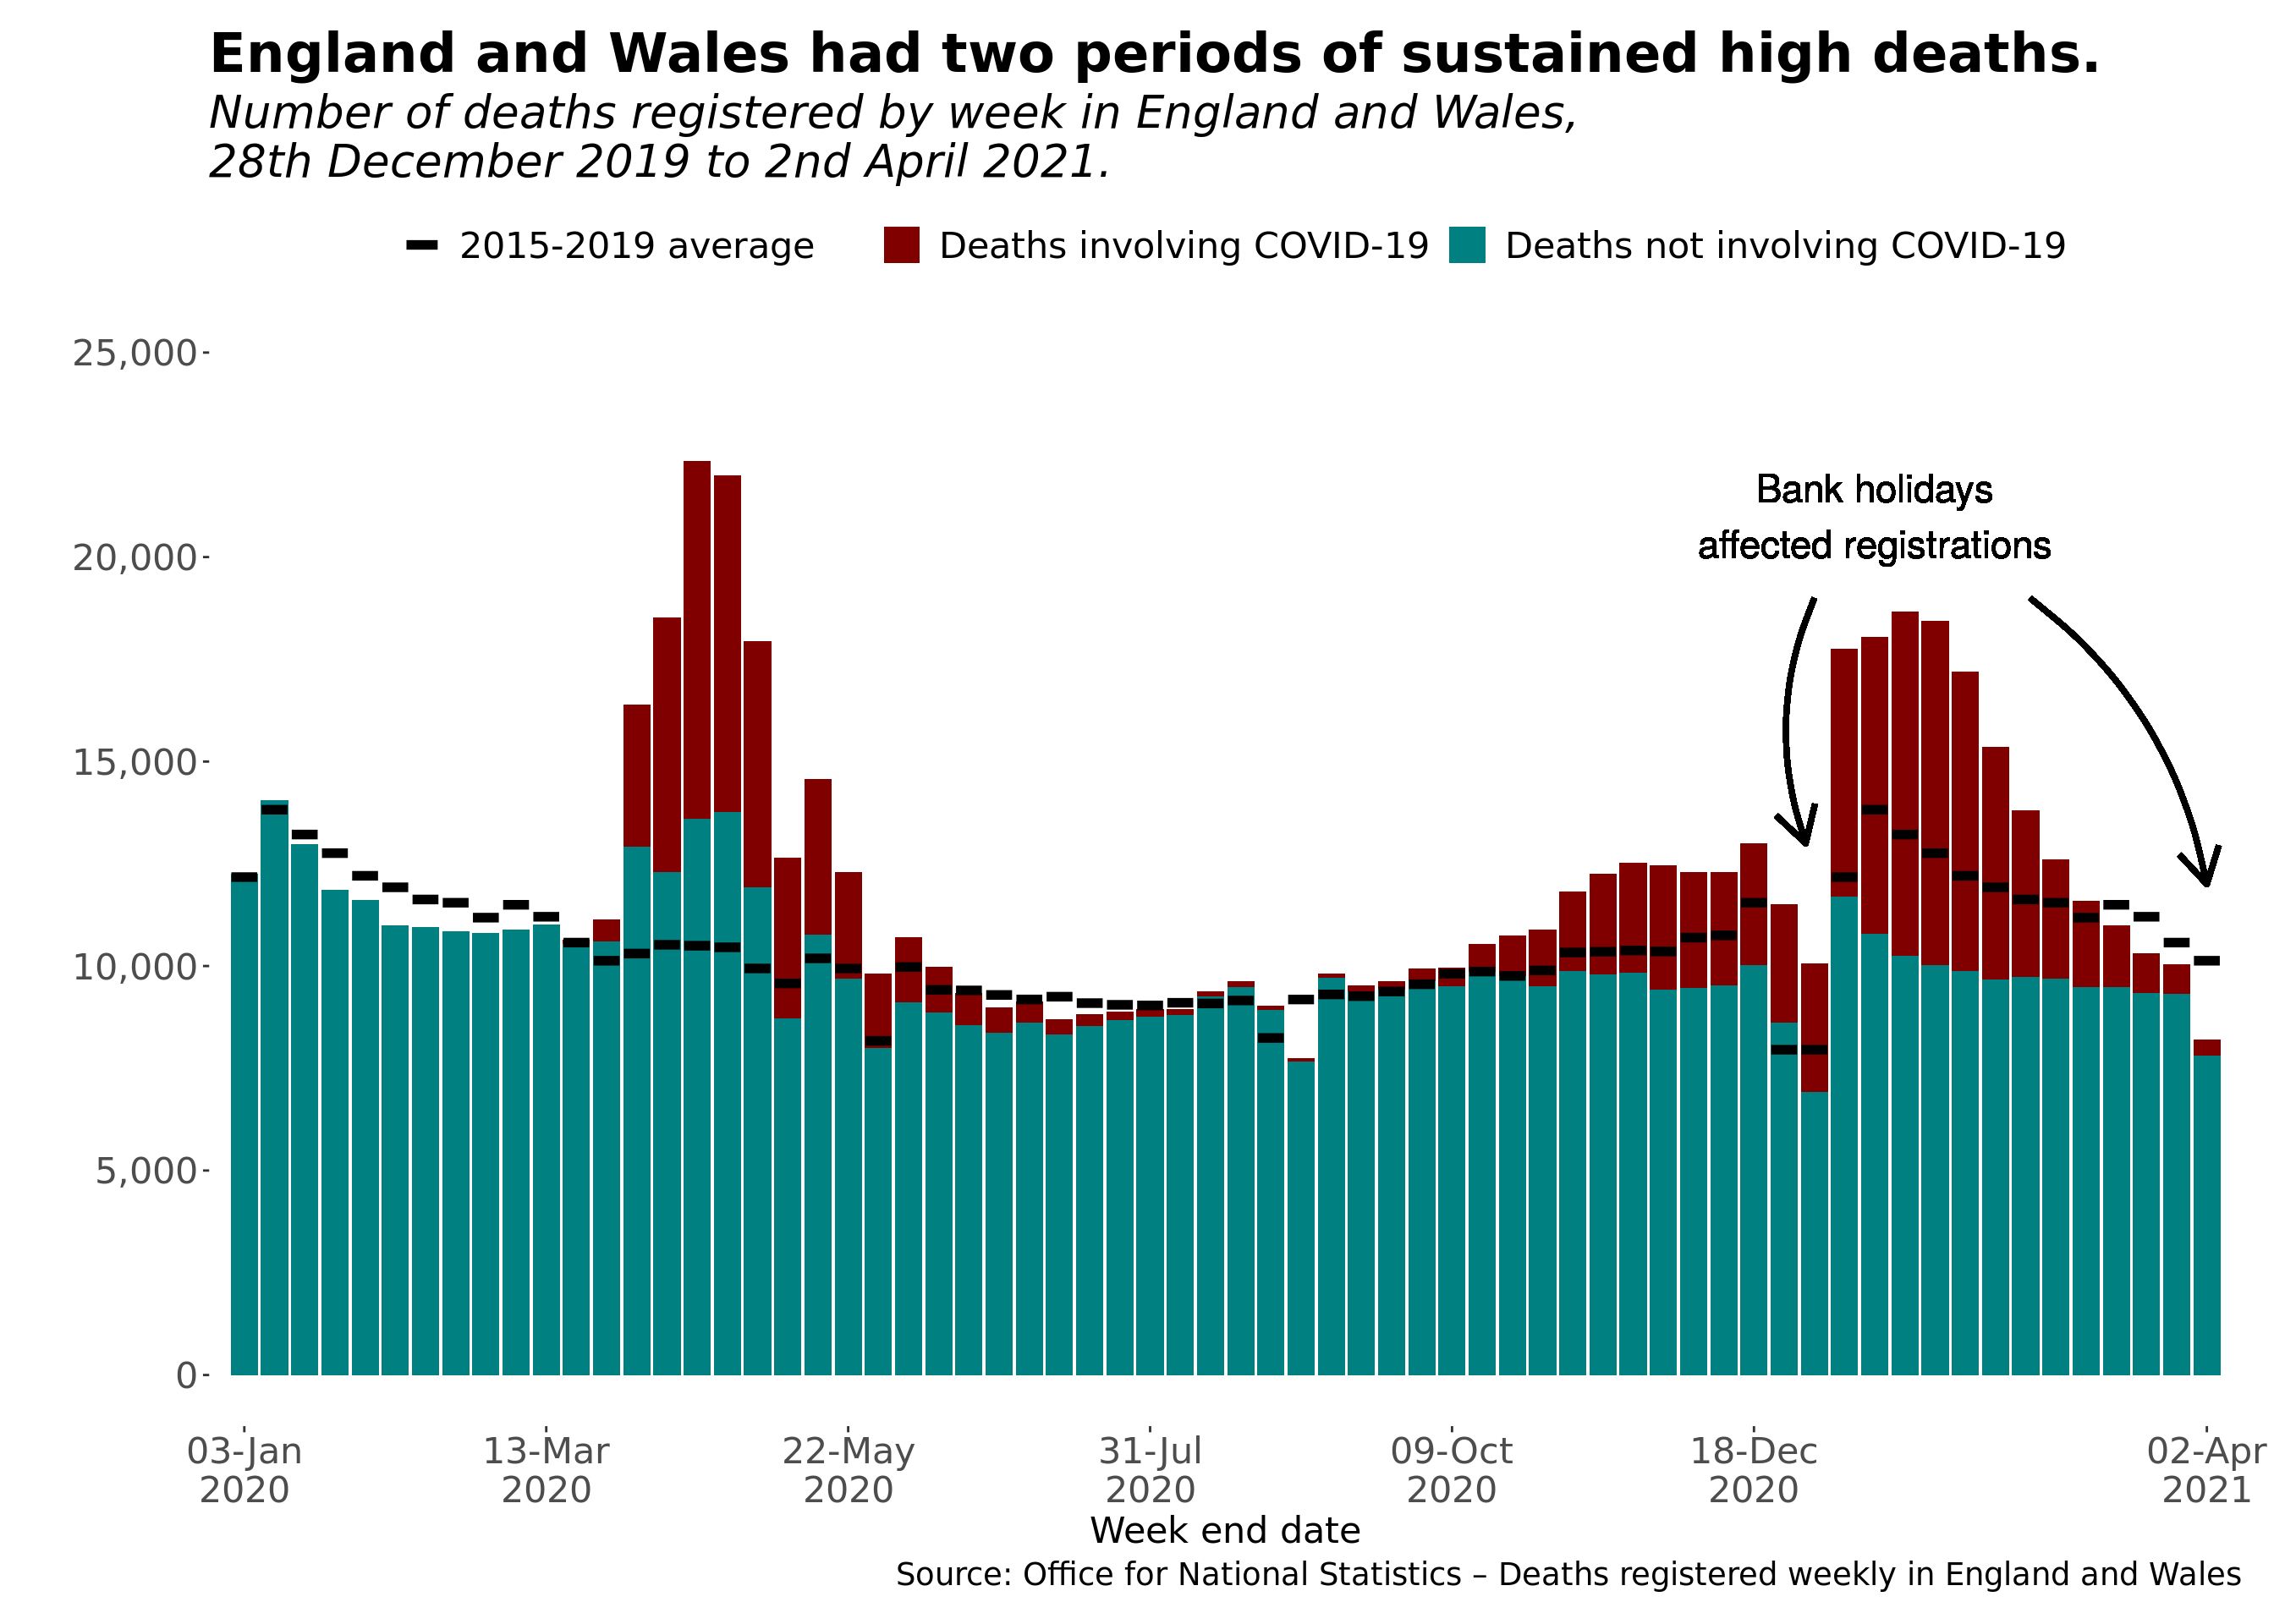 England and Wales had two periods of sustained high deaths.
Number of deaths registered by week in England and Wales,
28th December 2019 to 2nd April 2021.
2015-2019 average
Deaths involving COVID-19
Deaths not involving COVID-19
25,000
20,000
15,000
10,000
5,000
0
Bank holidays
affected registrations
03-Jan
2020
13-Mar
2020
22-May
2020
31-Jul
2020
09-Oct
2020
18-Dec
2020
02-Apr
2021
Week end date
Source: Office for National Statistics – Deaths registered weekly in England and Wales